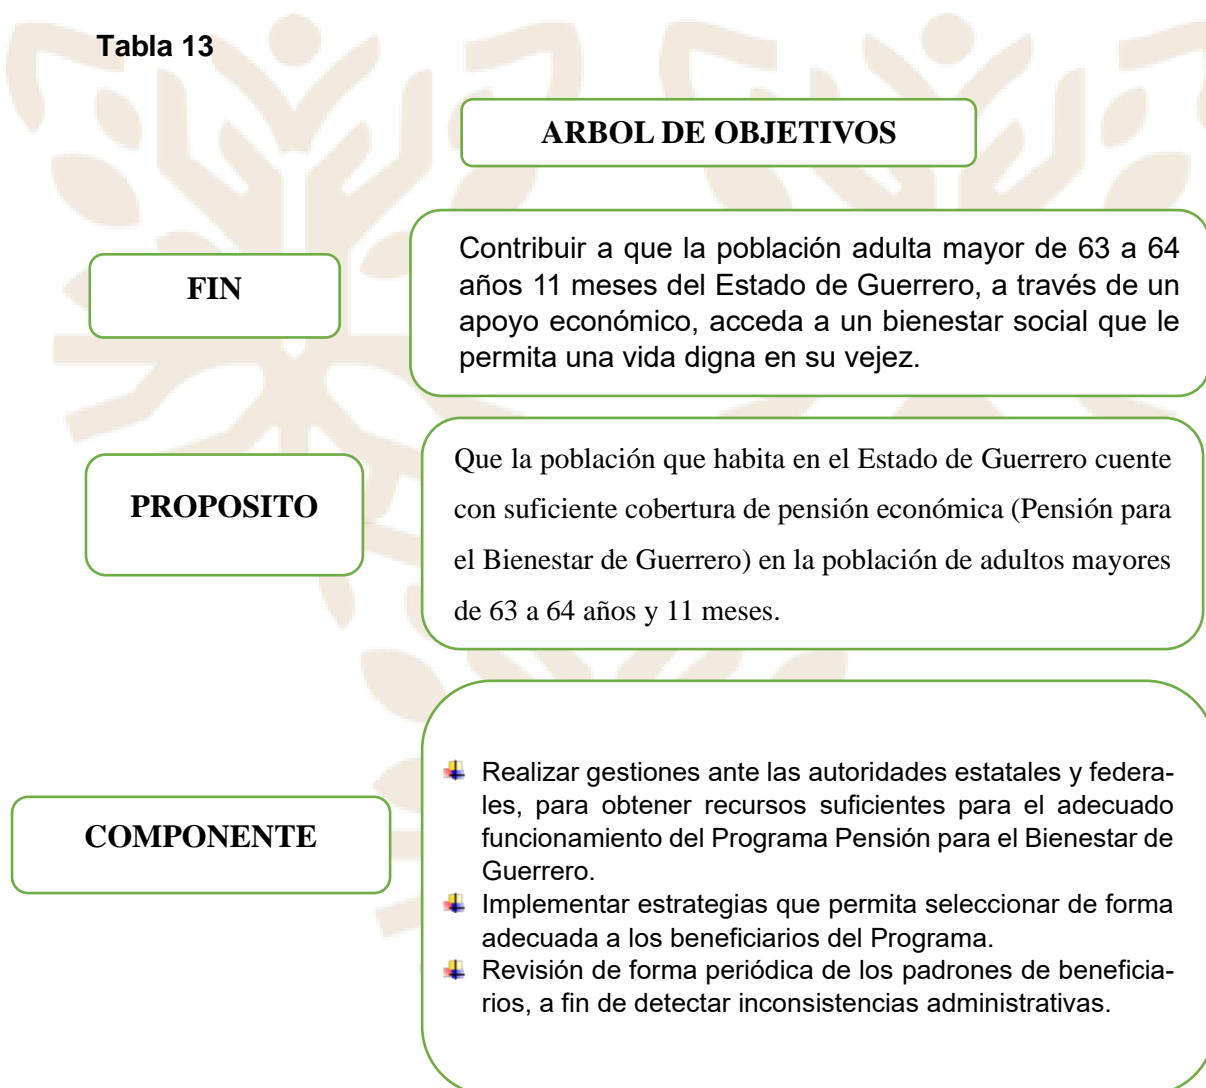 Tabla 13
ARBOL DE OBJETIVOS
FIN
Contribuir a que la población adulta mayor de 63 a 64
años 11 meses del Estado de Guerrero, a través de un
apoyo económico, acceda a un bienestar social que le
permita una vida digna en su vejez.
PROPOSITO
Que la población que habita en el Estado de Guerrero cuente
con suficiente cobertura de pensión económica (Pensión para
el Bienestar de Guerrero) en la población de adultos mayores
de 63 a 64 años y 11 meses.
COMPONENTE
Realizar gestiones ante las autoridades estatales y federa-
les, para obtener recursos suficientes para el adecuado
funcionamiento del Programa Pensión para el Bienestar de
Guerrero.
Implementar estrategias que permita seleccionar de forma
adecuada a los beneficiarios del Programa.
Revisión de forma periódica de los padrones de beneficia-
rios, a fin de detectar inconsistencias administrativas.